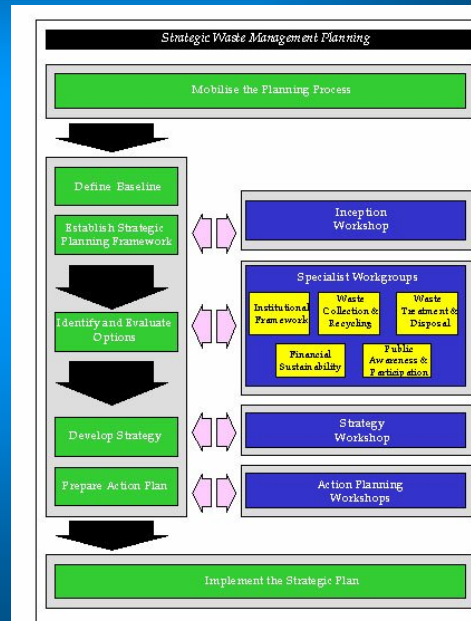 Strategic Waste Management Planning
Mobilise the Planning Process
Define Baseline
Establish Strategic
Planning Framework
Inception
Workshop
Identify and Evaluate
Options
Specialist Workgroups
Institutional
Framework
Waste
Collection &
Recycling
Waste
Treatment &
Disposal
Financial
Sustainability
Public
Awareness &
Participation
Develop Strategy
Strategy
Workshop
Prepare Action Plan
Action Planning
Workshops
Implement the Strategic Plan